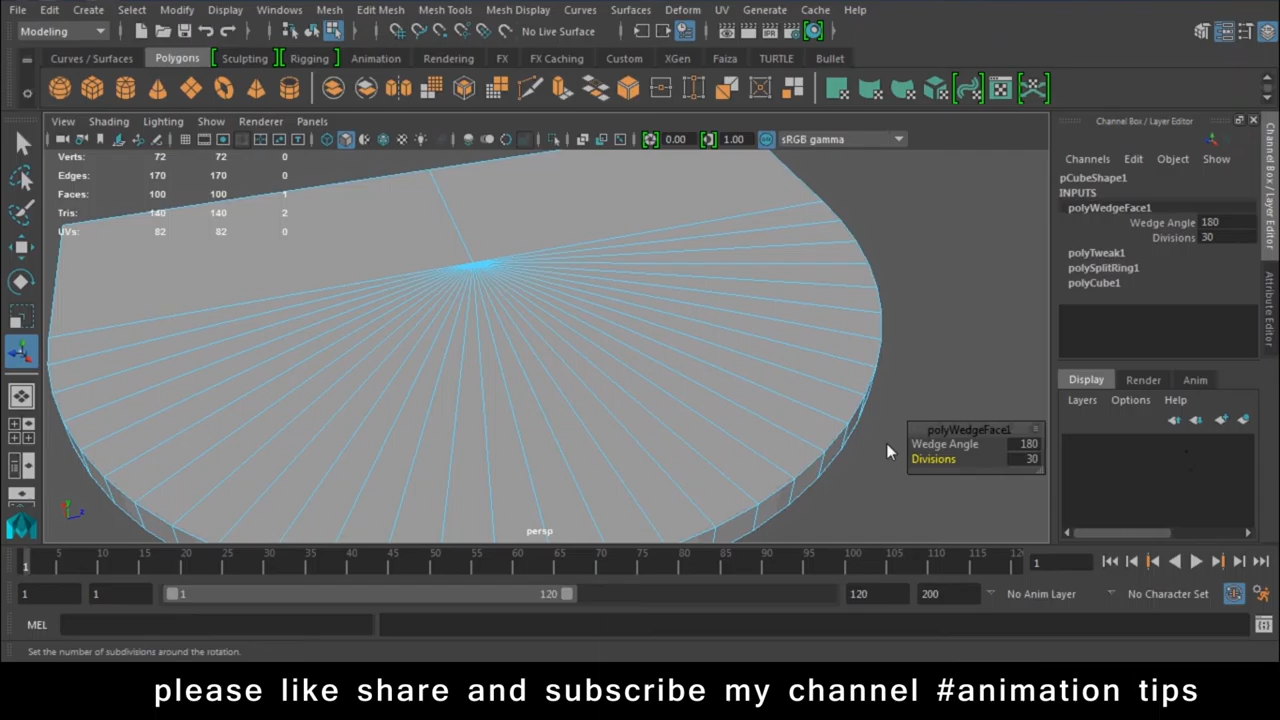 File Edit Create Select Modify Display Windows Mesh Edit Mesh Mesh Tools Mesh Display Curves Surfaces Deform UV Generate Cache Help
Modeling No Live Surface
Curves / Surfaces Polygons Sculpting Rigging Animation Rendering FX FX Caching Custom XGen Faiza TURTLE Bullet
View Shading Lighting Show Renderer Panels
0.00 1.00 sRGB gamma
Verts: 72 72 0
Edges: 170 170 0
Faces: 100 100 1
Tris: 140 140 2
UVs: 82 82 0
persp
polyWedgeFace1
Wedge Angle 180
Divisions 30
Channel Box / Layer Editor
Channels Edit Object Show
pCubeShape1
INPUTS
polyWedgeFace1
Wedge Angle 180
Divisions 30
polyTweak1
polySplitRing1
polyCube1
Display Render Anim
Layers Options Help
Channel Box / Layer Editor
Attribute Editor
1 5 10 15 20 25 30 35 40 45 50 55 60 65 70 75 80 85 90 95 100 105 110 115 12 1
1 1 1 120 120 200 No Anim Layer No Character Set
MEL
Set the number of subdivisions around the rotation.
please like share and subscribe my channel #animation tips